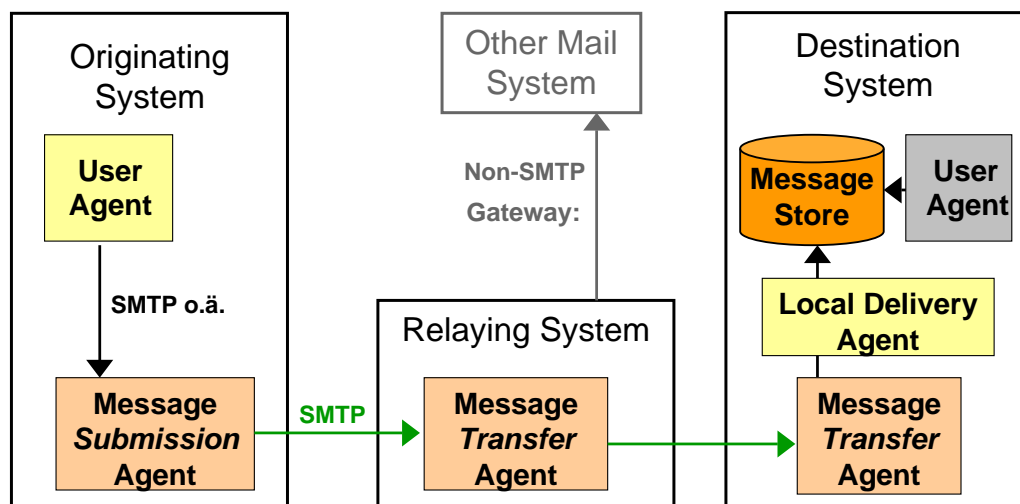 Originating
System
User
Agent
SMTP o.ä.
Message
Submission
Agent
SMTP
Other Mail
System
Non-SMTP
Gateway:
Relaying System
Message
Transfer
Agent
Destination
System
Message
Store
User
Agent
Local Delivery
Agent
Message
Transfer
Agent